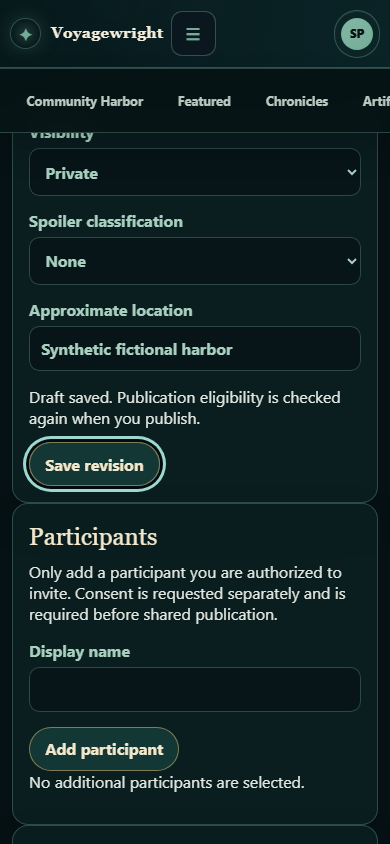 Voyagewright
SP
Community Harbor
Featured
Chronicles
Artif
Visibility
Private
Spoiler classification
None
Approximate location
Synthetic fictional harbor
Draft saved. Publication eligibility is checked
again when you publish.
Save revision
Participants
Only add a participant you are authorized to
invite. Consent is requested separately and is
required before shared publication.
Display name
Add participant
No additional participants are selected.